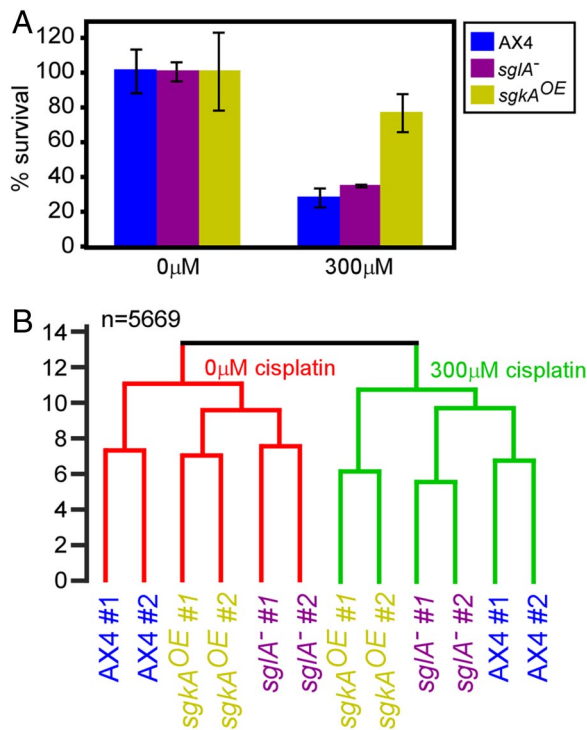 A
% survival
120
100
80
60
40
20
0
0µM
300µM
AX4
sglA⁻
sgkA^OE
B
n=5669
14
12
10
8
6
4
2
0
0µM cisplatin
300µM cisplatin
AX4 #1
AX4 #2
sgkA^OE #1
sgkA^OE #2
sglA⁻ #1
sglA⁻ #2
sgkA^OE #1
sgkA^OE #2
sglA⁻ #1
sglA⁻ #2
AX4 #1
AX4 #2